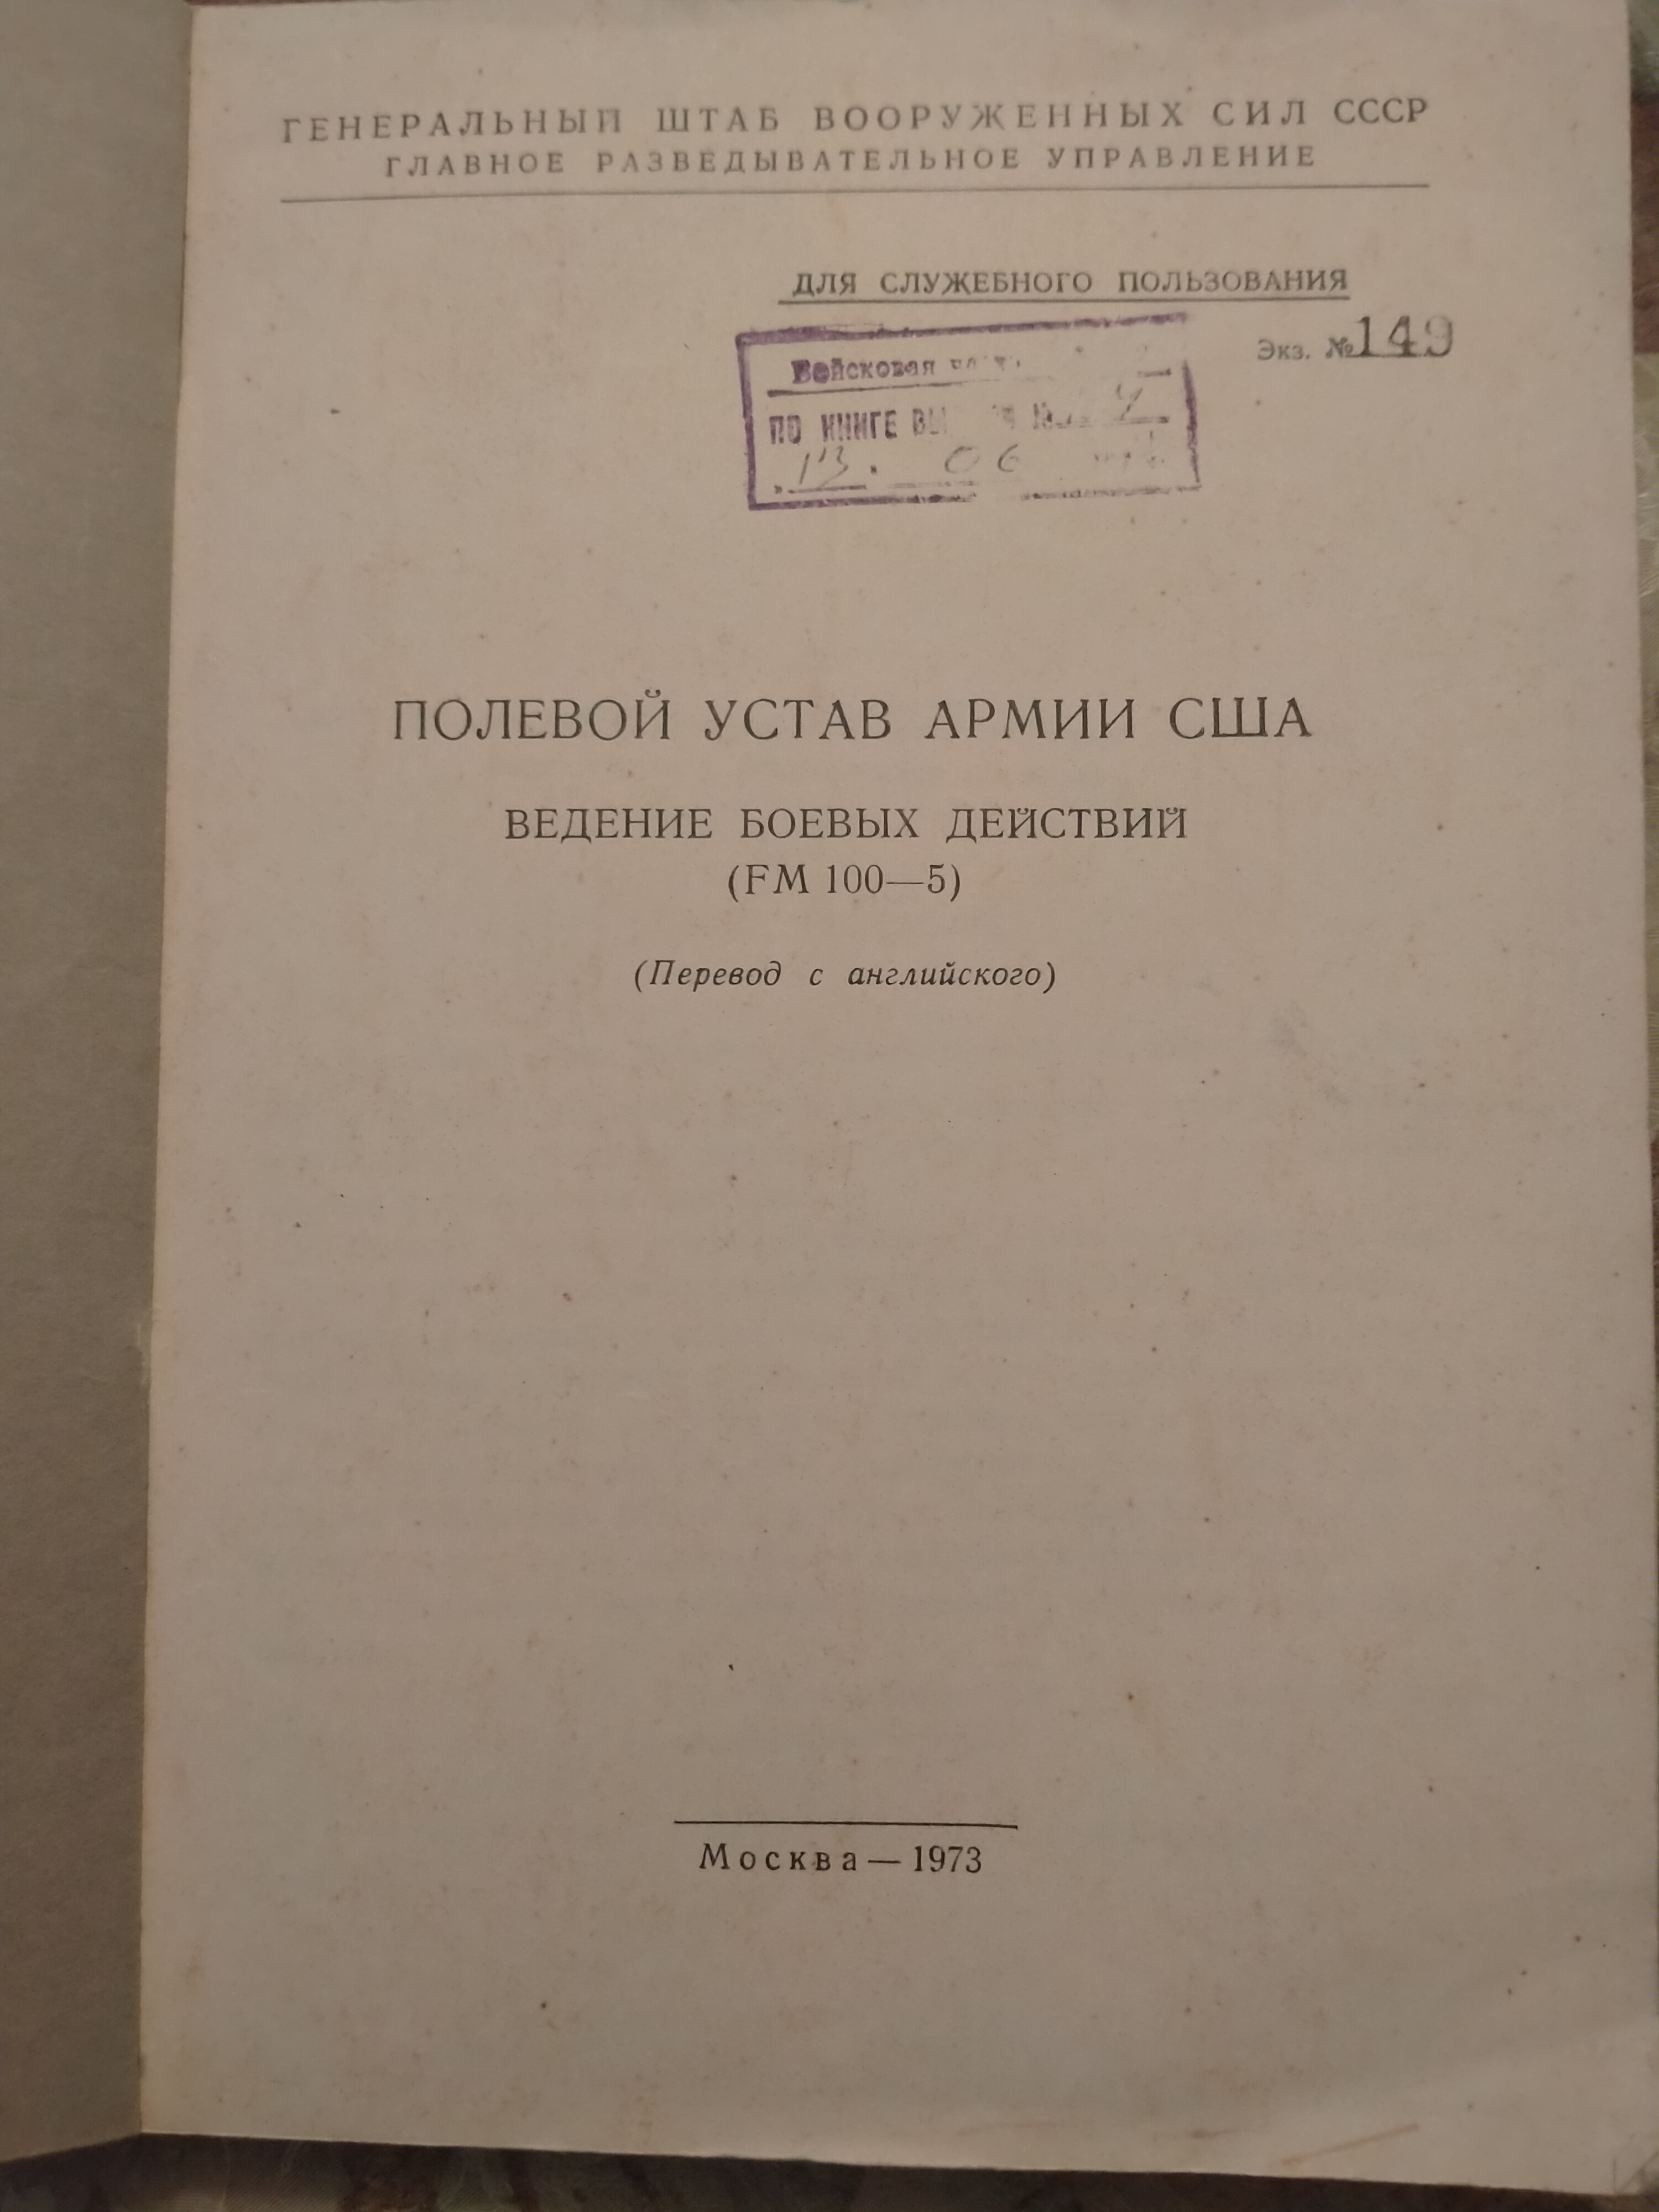 ГЕНЕРАЛЬНЫЙ ШТАБ ВООРУЖЕННЫХ СИЛ СССР
ГЛАВНОЕ РАЗВЕДЫВАТЕЛЬНОЕ УПРАВЛЕНИЕ
ДЛЯ СЛУЖЕБНОГО ПОЛЬЗОВАНИЯ
Экз. №149
Войсковая
ПО КНИГЕ
13. 06
ПОЛЕВОЙ УСТАВ АРМИИ США
ВЕДЕНИЕ БОЕВЫХ ДЕЙСТВИЙ
(FM 100—5)
(Перевод с английского)
Москва — 1973